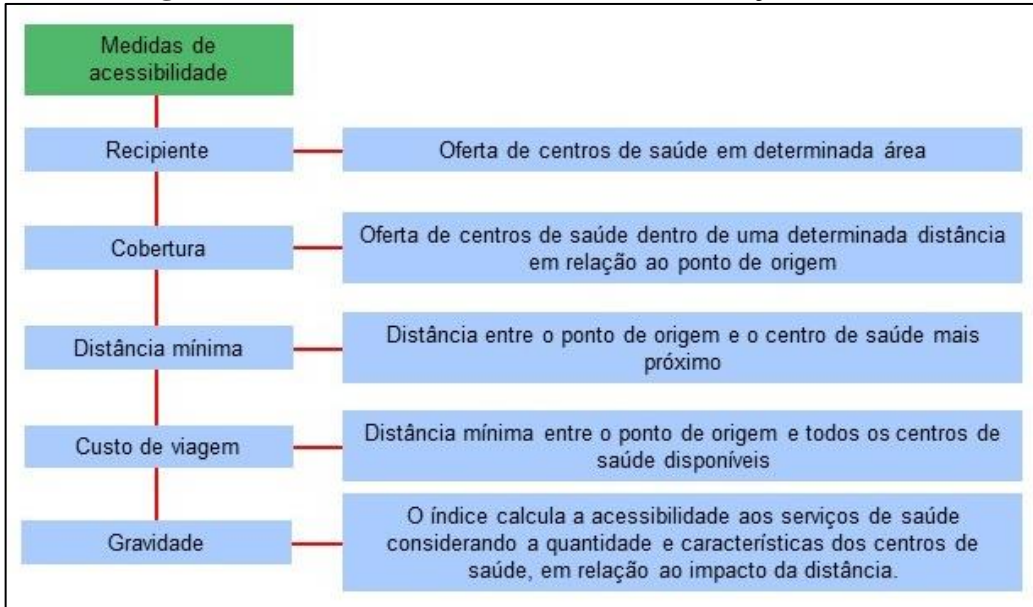 Medidas de
acessibilidade
Recipiente
Oferta de centros de saúde em determinada área
Cobertura
Oferta de centros de saúde dentro de uma determinada distância
em relação ao ponto de origem
Distância mínima
Distância entre o ponto de origem e o centro de saúde mais
próximo
Custo de viagem
Distância mínima entre o ponto de origem e todos os centros de
saúde disponíveis
Gravidade
O índice calcula a acessibilidade aos serviços de saúde
considerando a quantidade e características dos centros de
saúde, em relação ao impacto da distância.